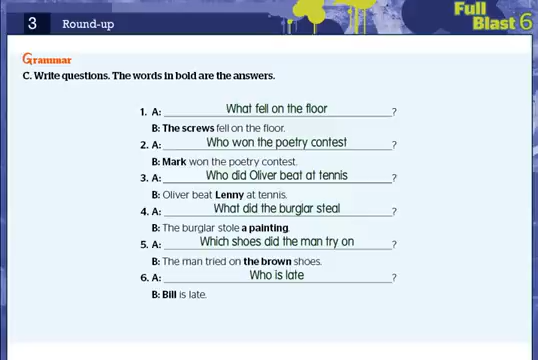 Full
Blast 6
3 Round-up
Grammar
C. Write questions. The words in bold are the answers.
1. A: What fell on the floor ?
B: The screws fell on the floor.
2. A: Who won the poetry contest ?
B: Mark won the poetry contest.
3. A: Who did Oliver beat at tennis ?
B: Oliver beat Lenny at tennis.
4. A: What did the burglar steal ?
B: The burglar stole a painting.
5. A: Which shoes did the man try on ?
B: The man tried on the brown shoes.
6. A: Who is late ?
B: Bill is late.